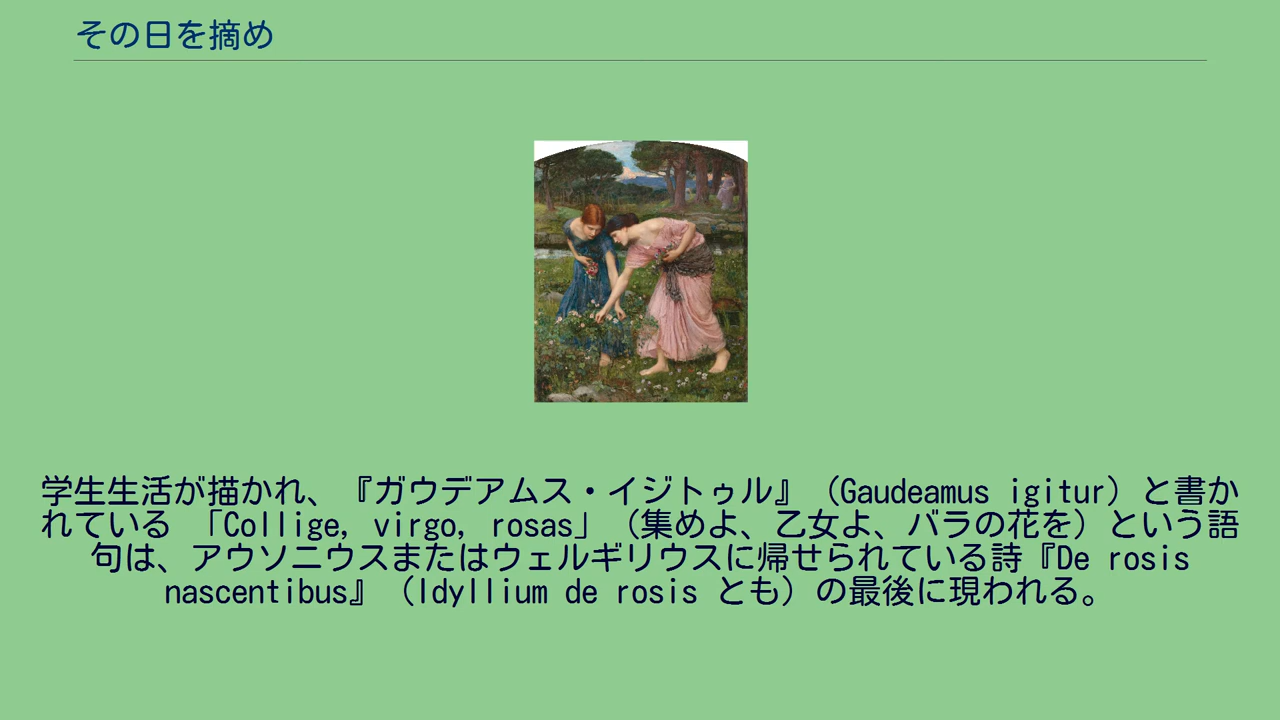 その日を摘め
学生生活が描かれ、『ガウデアムス・イジトゥル』（Gaudeamus igitur）と書か
れている 「Collige, virgo, rosas」（集めよ、乙女よ、バラの花を）という語
句は、アウソニウスまたはウェルギリウスに帰せられている詩『De rosis
nascentibus』（Idyllium de rosis とも）の最後に現われる。